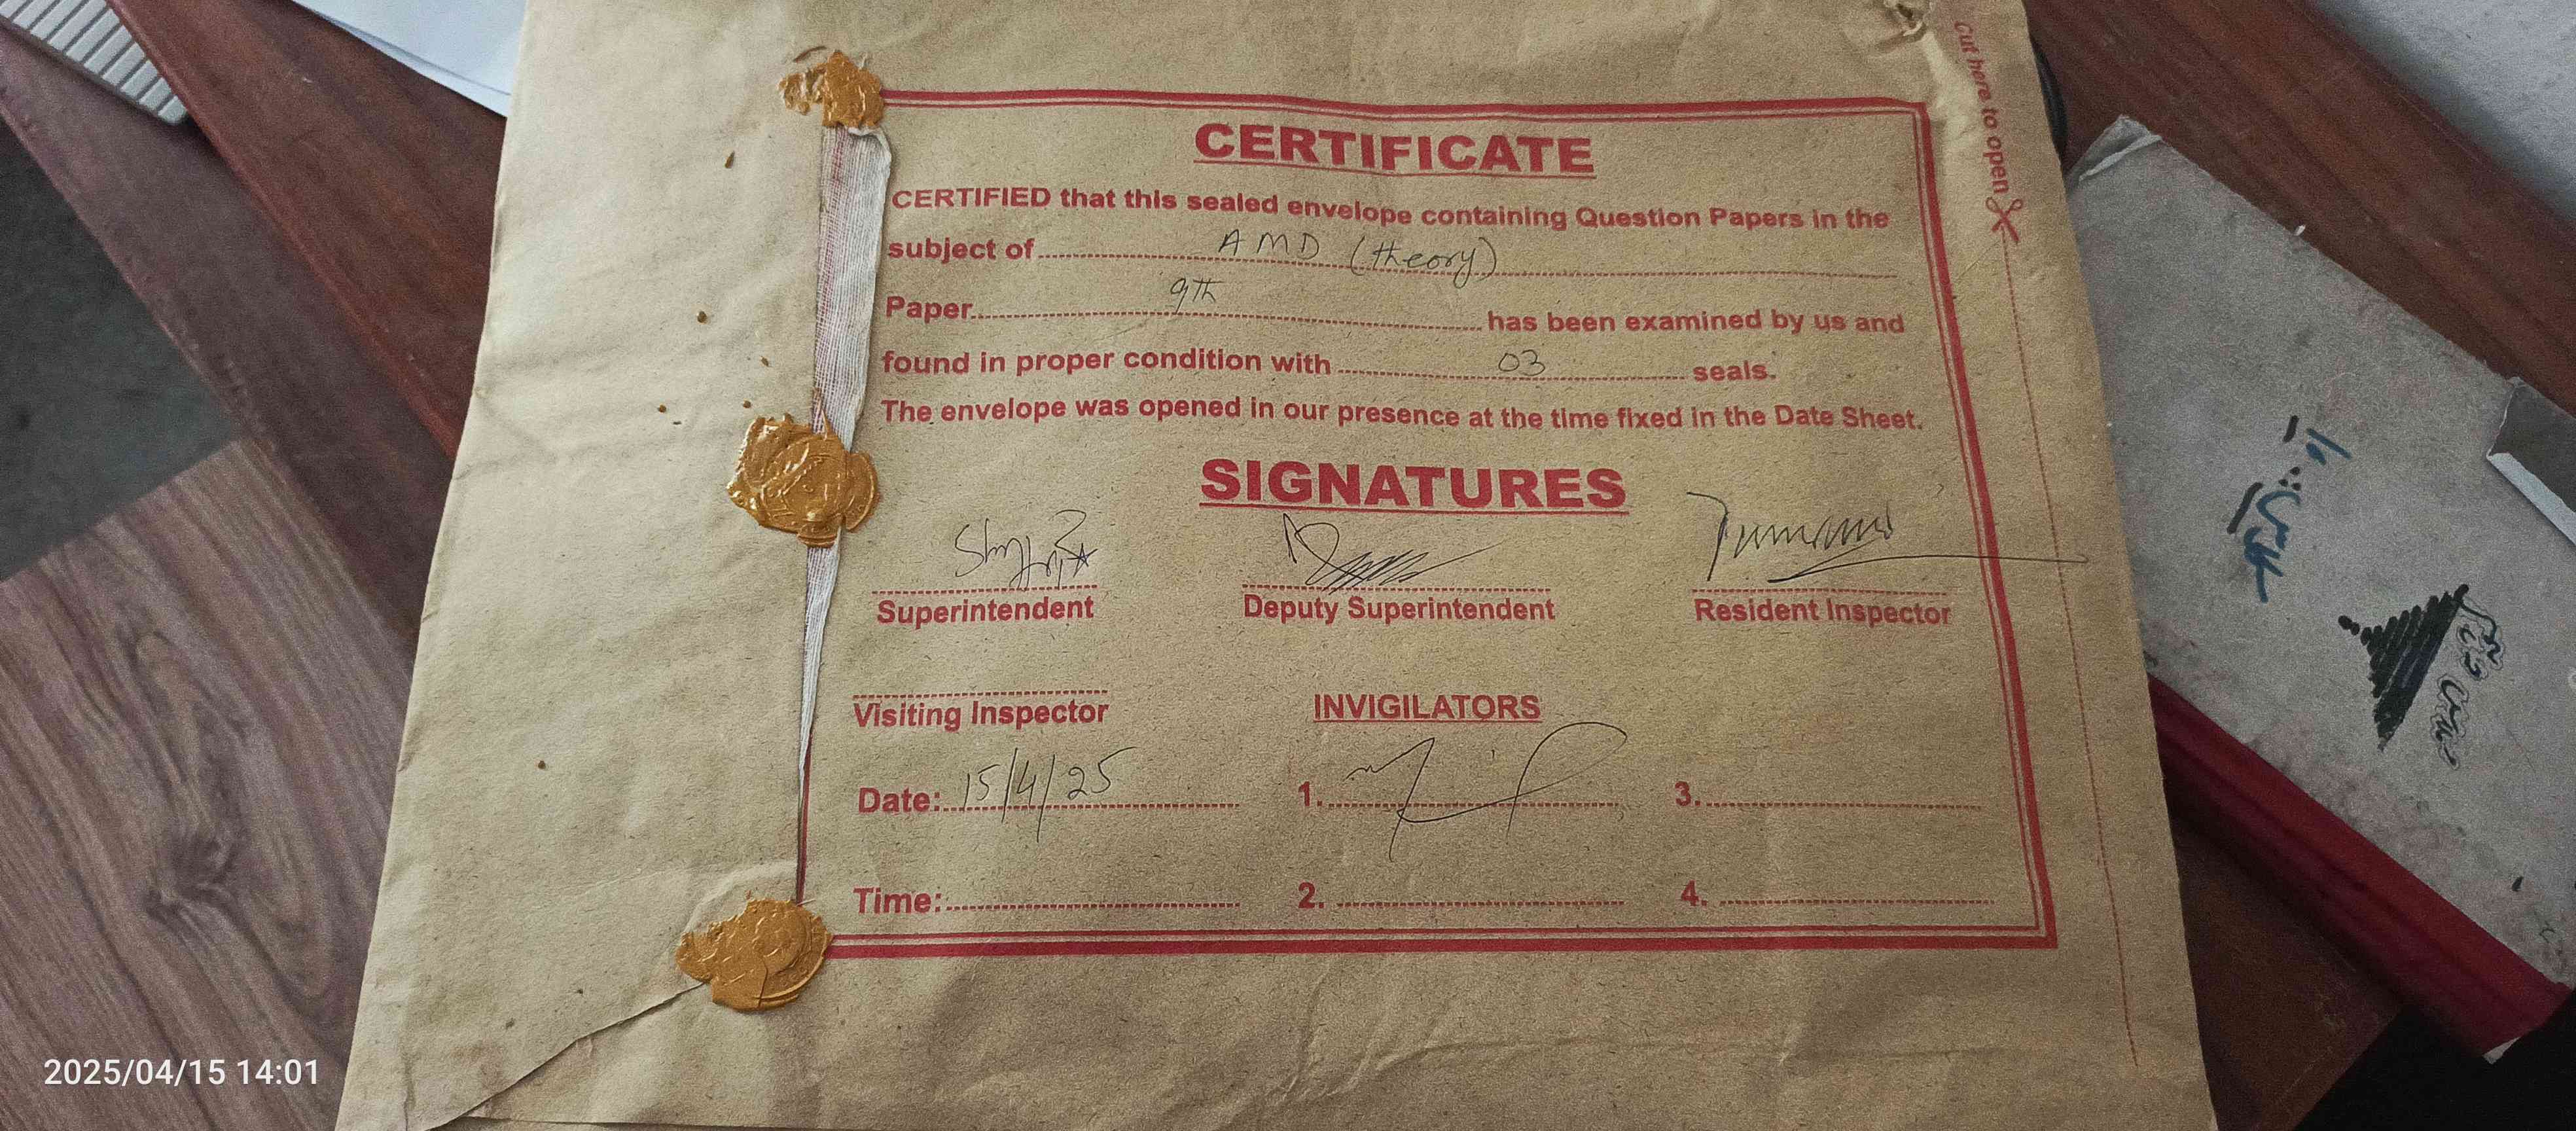 Cut here to open
CERTIFICATE
CERTIFIED that this sealed envelope containing Question Papers in the
subject of AMD (theory)
Paper 9th has been examined by us and
found in proper condition with 03 seals.
The envelope was opened in our presence at the time fixed in the Date Sheet.
SIGNATURES
Superintendent Deputy Superintendent Resident Inspector
Visiting Inspector INVIGILATORS
Date: 15/4/25 1. 3.
Time: 2. 4.
2025/04/15 14:01